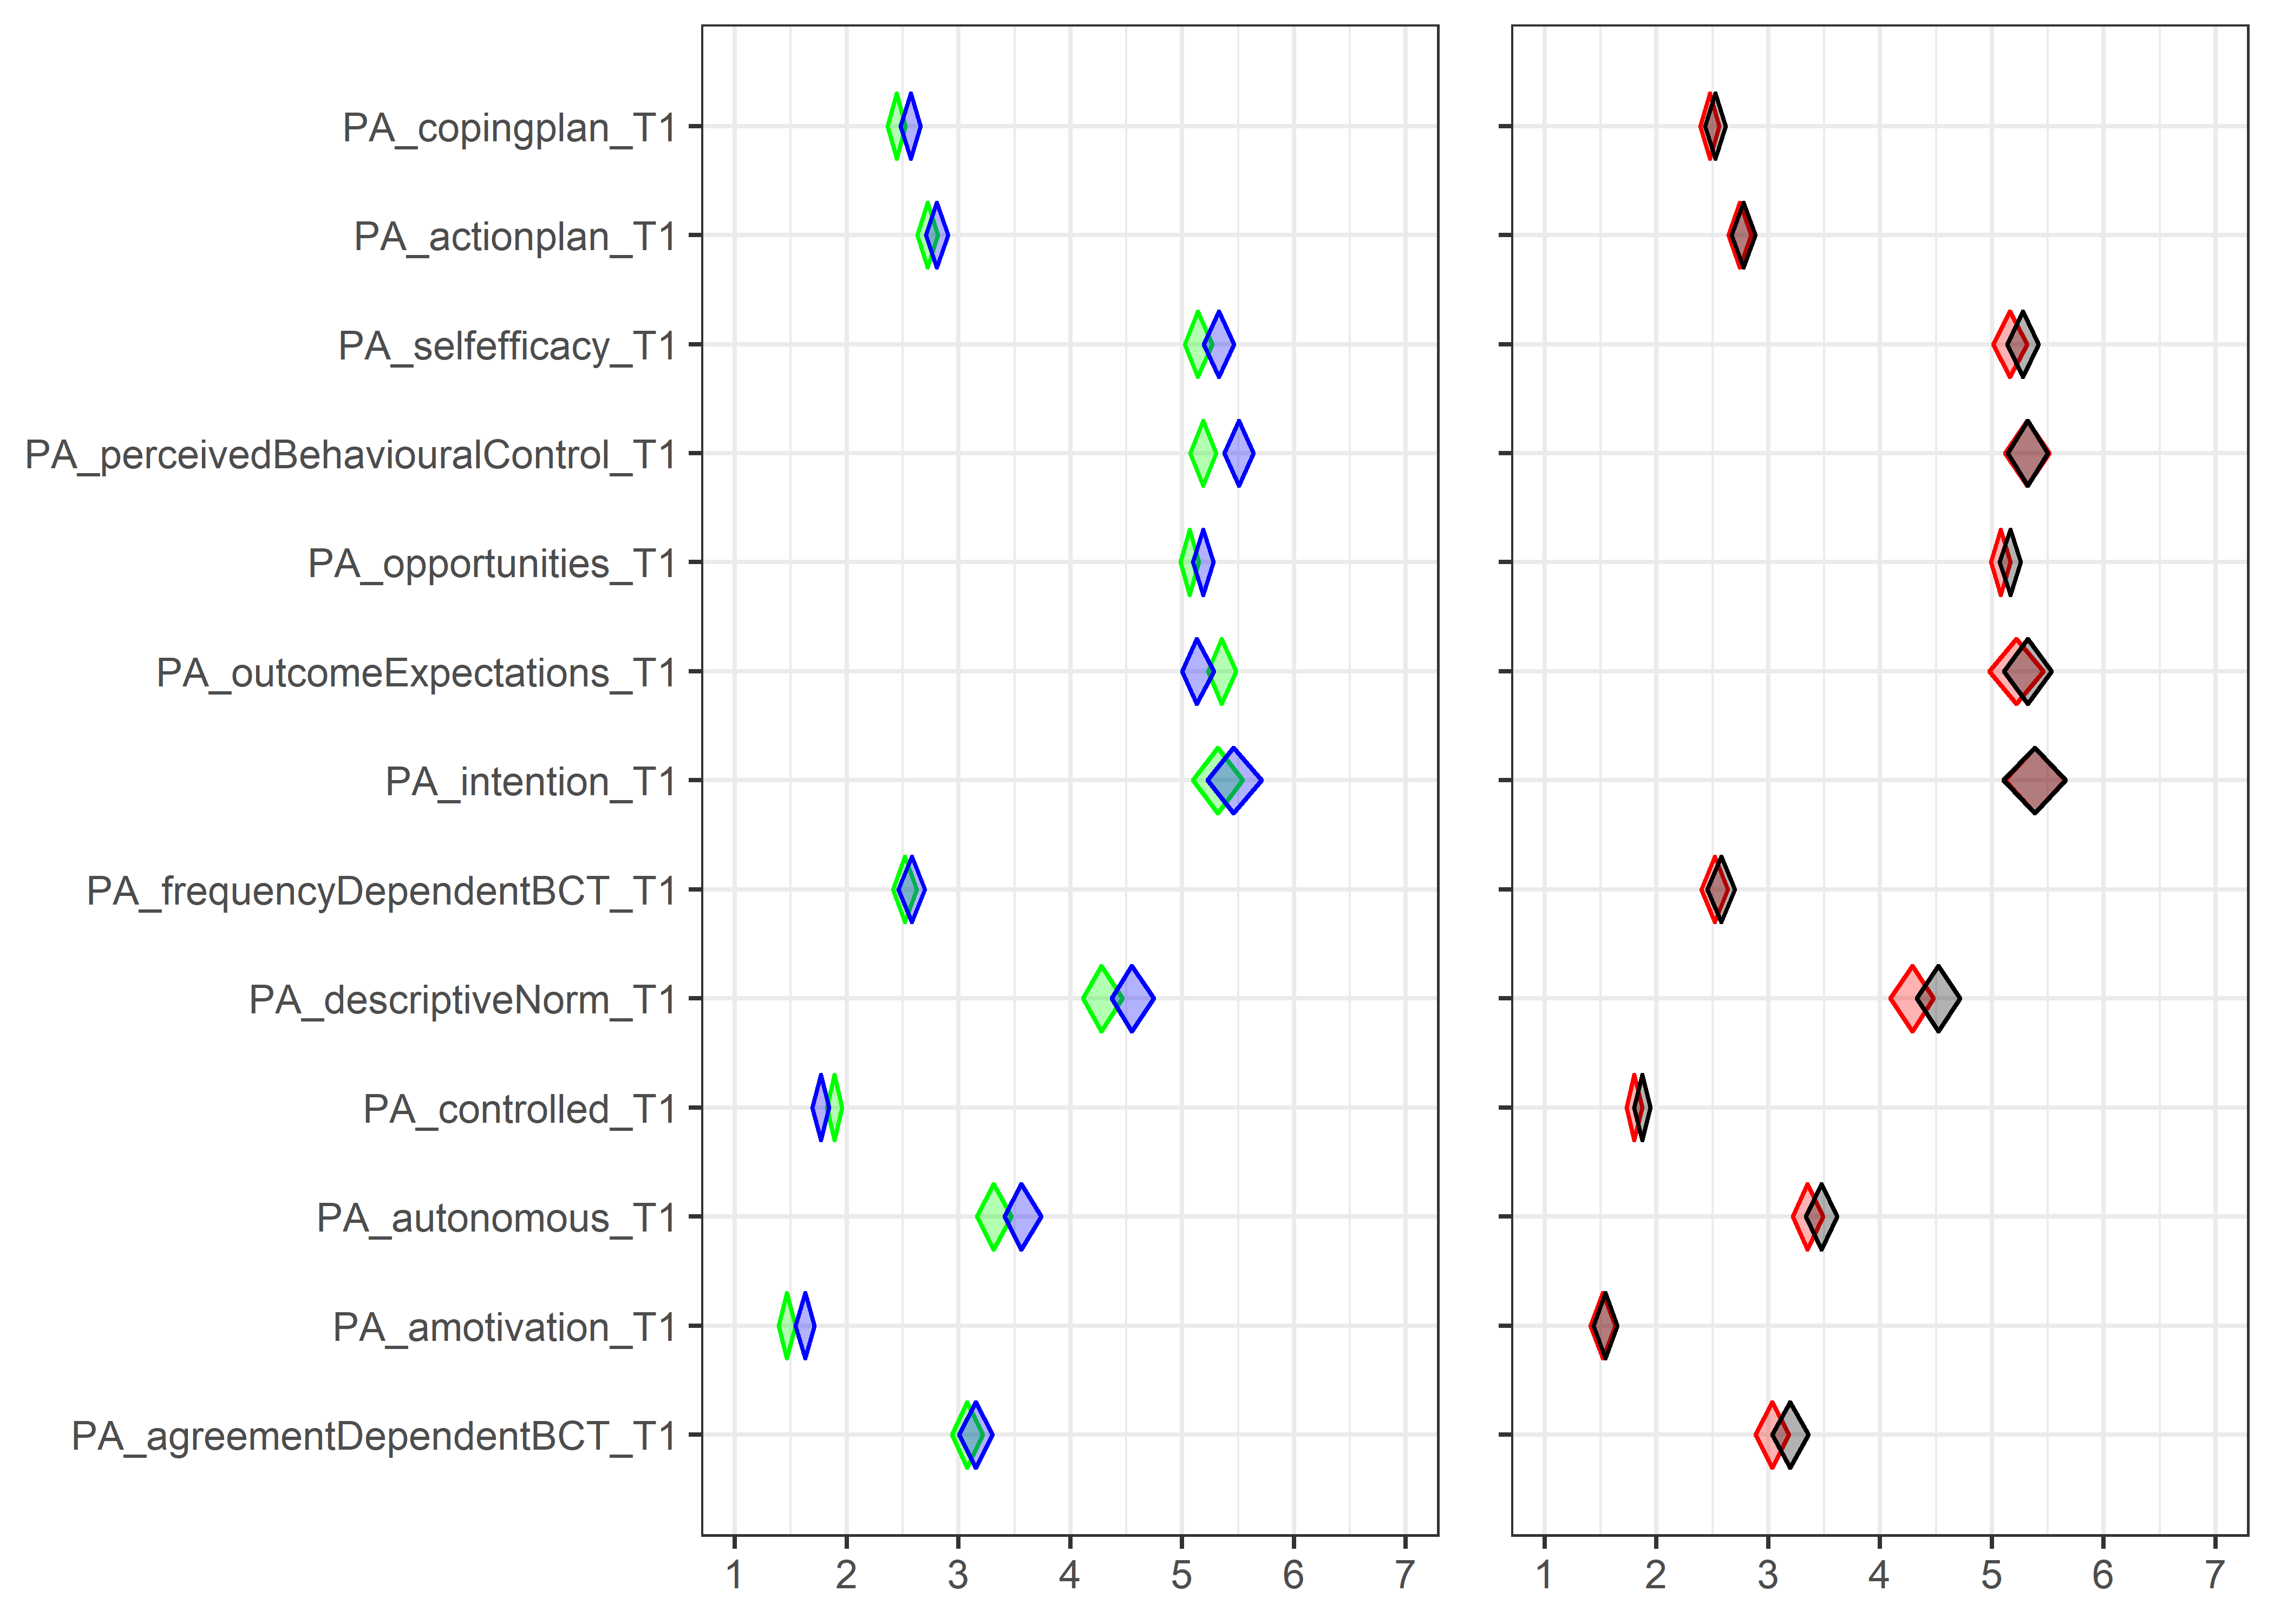 PA_copingplan_T1
PA_actionplan_T1
PA_selfefficacy_T1
PA_perceivedBehaviouralControl_T1
PA_opportunities_T1
PA_outcomeExpectations_T1
PA_intention_T1
PA_frequencyDependentBCT_T1
PA_descriptiveNorm_T1
PA_controlled_T1
PA_autonomous_T1
PA_amotivation_T1
PA_agreementDependentBCT_T1
1 2 3 4 5 6 7 1 2 3 4 5 6 7